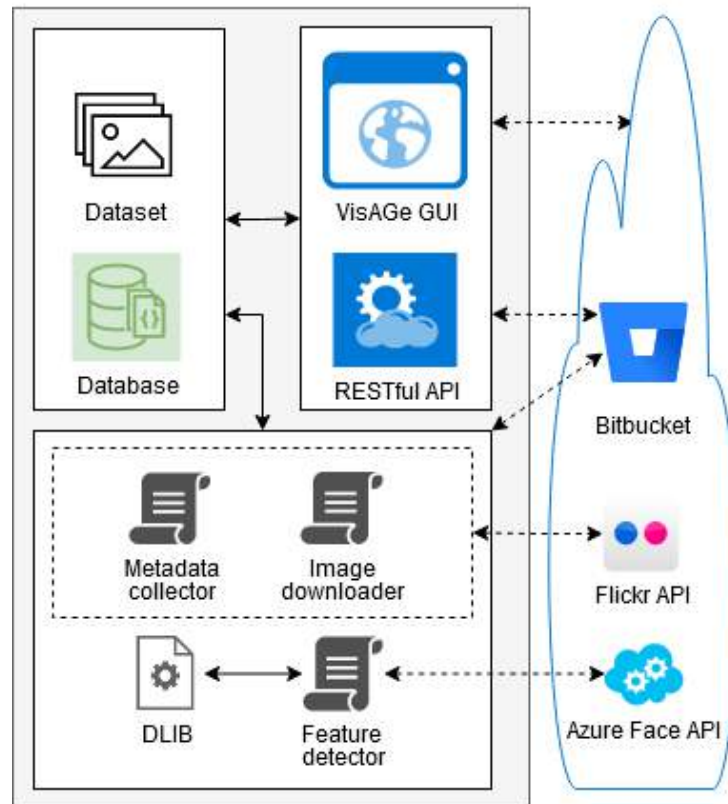 Dataset
VisAGe GUI
{}
Database
RESTful API
Bitbucket
Metadata
collector
Image
downloader
Flickr API
DLIB
Feature
detector
Azure Face API